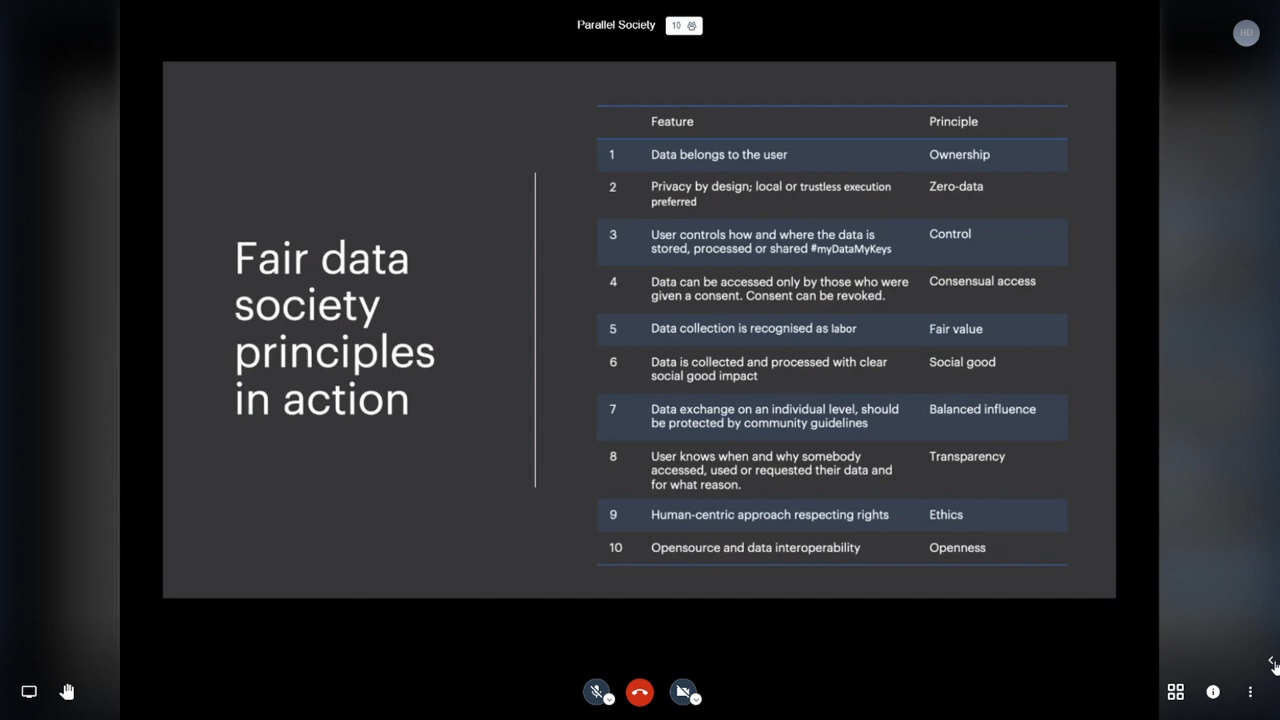 Parallel Society 10
HD
Fair data
society
principles
in action
Feature Principle
1 Data belongs to the user Ownership
2 Privacy by design; local or trustless execution Zero-data
preferred
3 User controls how and where the data is Control
stored, processed or shared #myDataMyKeys
4 Data can be accessed only by those who were Consensual access
given a consent. Consent can be revoked.
5 Data collection is recognised as labor Fair value
6 Data is collected and processed with clear Social good
social good impact
7 Data exchange on an individual level, should Balanced influence
be protected by community guidelines
8 User knows when and why somebody Transparency
accessed, used or requested their data and
for what reason.
9 Human-centric approach respecting rights Ethics
10 Opensource and data interoperability Openness